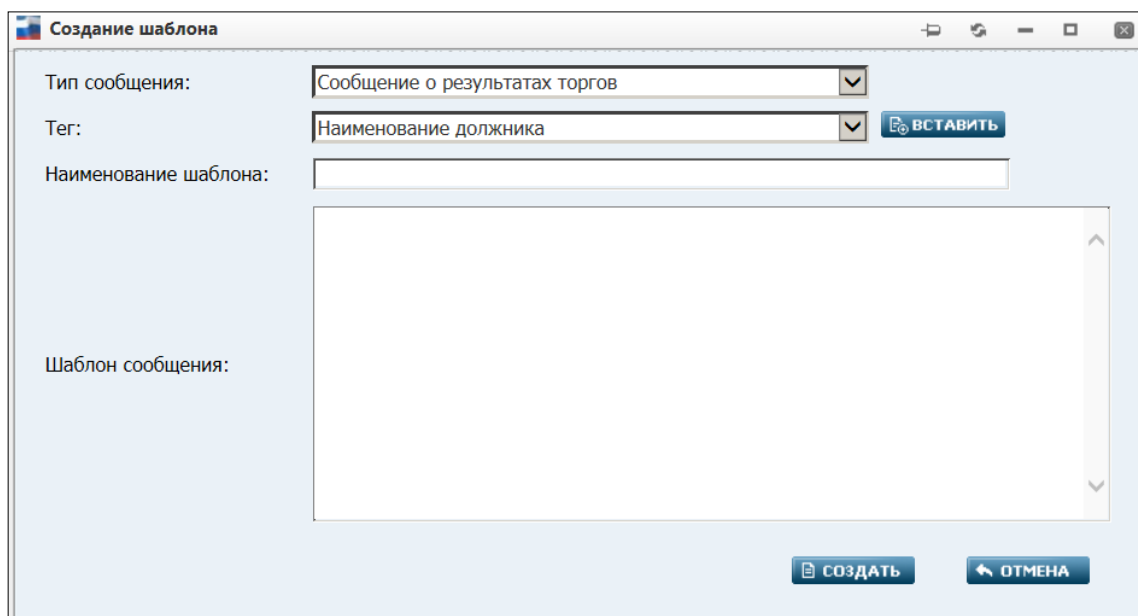 Создание шаблона
Тип сообщения: Сообщение о результатах торгов
Тег: Наименование должника ВСТАВИТЬ
Наименование шаблона:
Шаблон сообщения:
СОЗДАТЬ ОТМЕНА